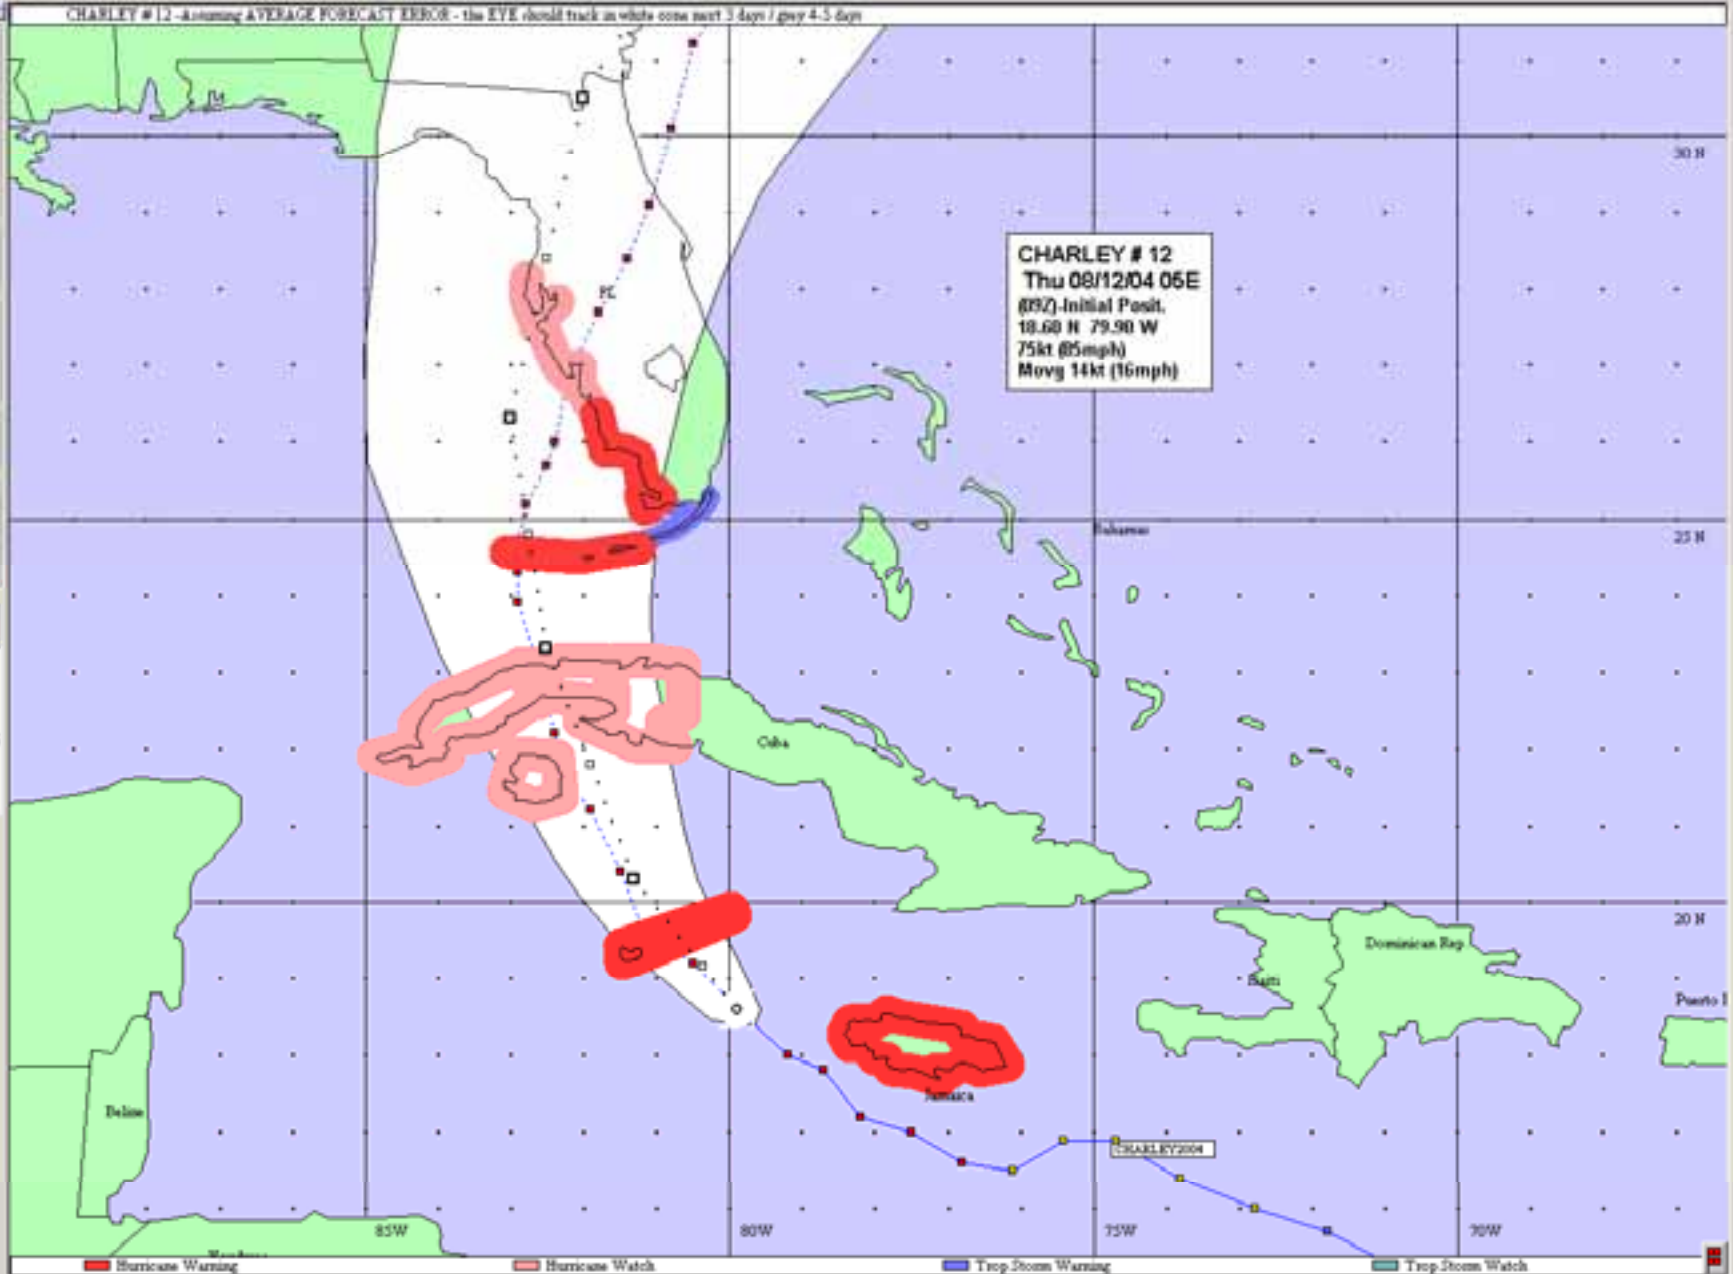 CHARLEY # 12 -Assuming AVERAGE FORECAST ERROR - the EYE should track in white cone next 3 days / grey 4-5 days
30 N
CHARLEY # 12
Thu 08/12/04 05E
(09Z)-Initial Posit.
18.60 N 79.90 W
75kt (85mph)
Movg 14kt (16mph)
FL
Bahamas
25 N
Cuba
20 N
Dominican Rep
Haiti
Puerto
Jamaica
Belize
CHARLEY2004
85W
80W
75W
70W
Honduras
Hurricane Warning
Hurricane Watch
Trop.Storm Warning
Trop.Storm Watch